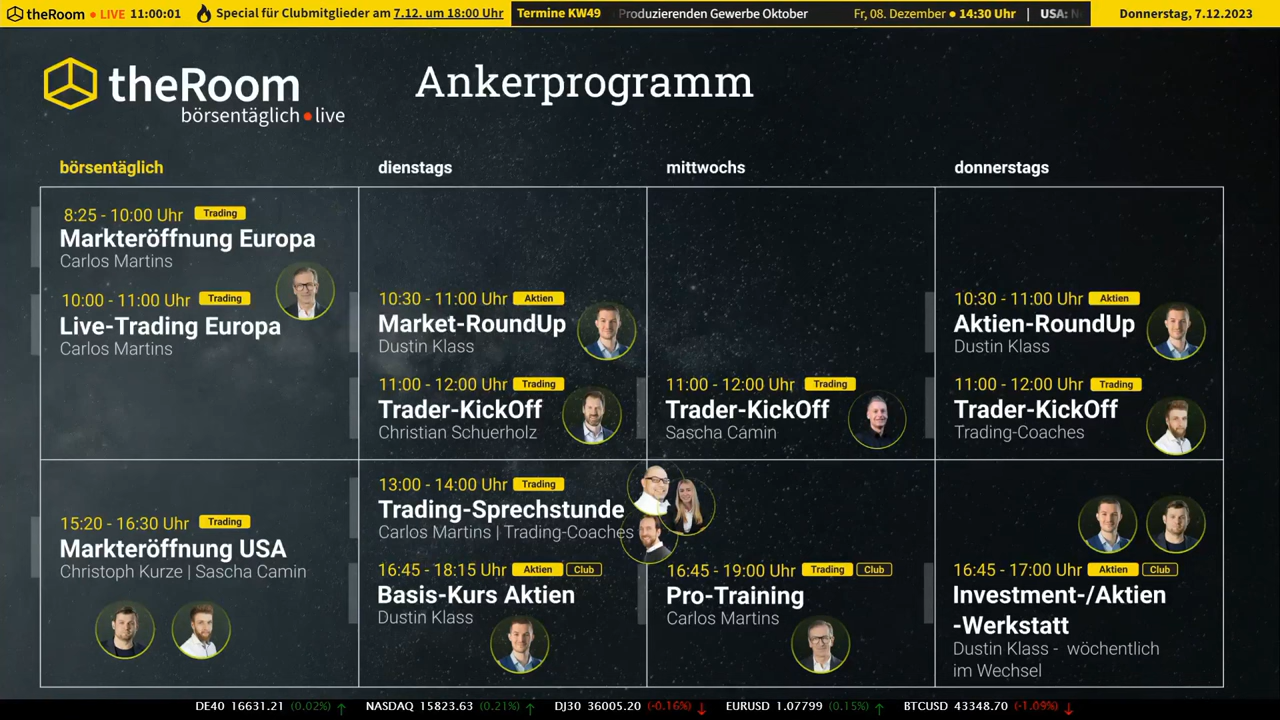 theRoom • LIVE 11:00:01
Special für Clubmitglieder am 7.12. um 18:00 Uhr
Termine KW49
Produzierenden Gewerbe Oktober
Fr, 08. Dezember • 14:30 Uhr | USA:
Donnerstag, 7.12.2023
theRoom
börsentäglich • live
Ankerprogramm
börsentäglich
8:25 - 10:00 Uhr Trading
Markteröffnung Europa
Carlos Martins
10:00 - 11:00 Uhr Trading
Live-Trading Europa
Carlos Martins
15:20 - 16:30 Uhr Trading
Markteröffnung USA
Christoph Kurze | Sascha Camin
dienstags
10:30 - 11:00 Uhr Aktien
Market-RoundUp
Dustin Klass
11:00 - 12:00 Uhr Trading
Trader-KickOff
Christian Schuerholz
13:00 - 14:00 Uhr Trading
Trading-Sprechstunde
Carlos Martins | Trading-Coaches
16:45 - 18:15 Uhr Aktien Club
Basis-Kurs Aktien
Dustin Klass
mittwochs
11:00 - 12:00 Uhr Trading
Trader-KickOff
Sascha Camin
16:45 - 19:00 Uhr Trading Club
Pro-Training
Carlos Martins
donnerstags
10:30 - 11:00 Uhr Aktien
Aktien-RoundUp
Dustin Klass
11:00 - 12:00 Uhr Trading
Trader-KickOff
Trading-Coaches
16:45 - 17:00 Uhr Aktien Club
Investment-/Aktien
-Werkstatt
Dustin Klass - wöchentlich
im Wechsel
DE40 16631.21 (0.02%) ↑ NASDAQ 15823.63 (0.21%) ↑ DJ30 36005.20 (-0.16%) ↓ EURUSD 1.07799 (0.15%) ↑ BTCUSD 43348.70 (-1.09%) ↓